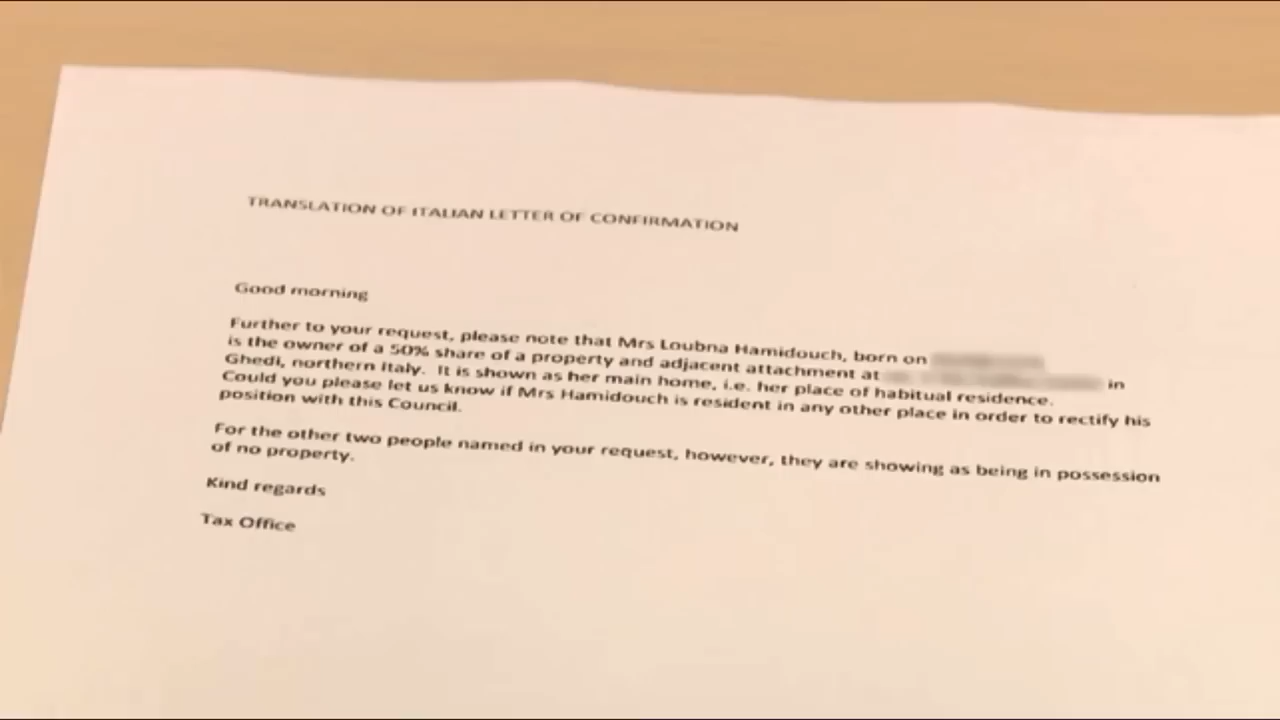 TRANSLATION OF ITALIAN LETTER OF CONFIRMATION
Good morning
Further to your request, please note that Mrs Loubna Hamidouch, born on
is the owner of a 50% share of a property and adjacent attachment at in
Ghedi, northern Italy. It is shown as her main home, i.e. her place of habitual residence.
Could you please let us know if Mrs Hamidouch is resident in any other place in order to rectify his
position with this Council.
For the other two people named in your request, however, they are showing as being in possession
of no property.
Kind regards
Tax Office